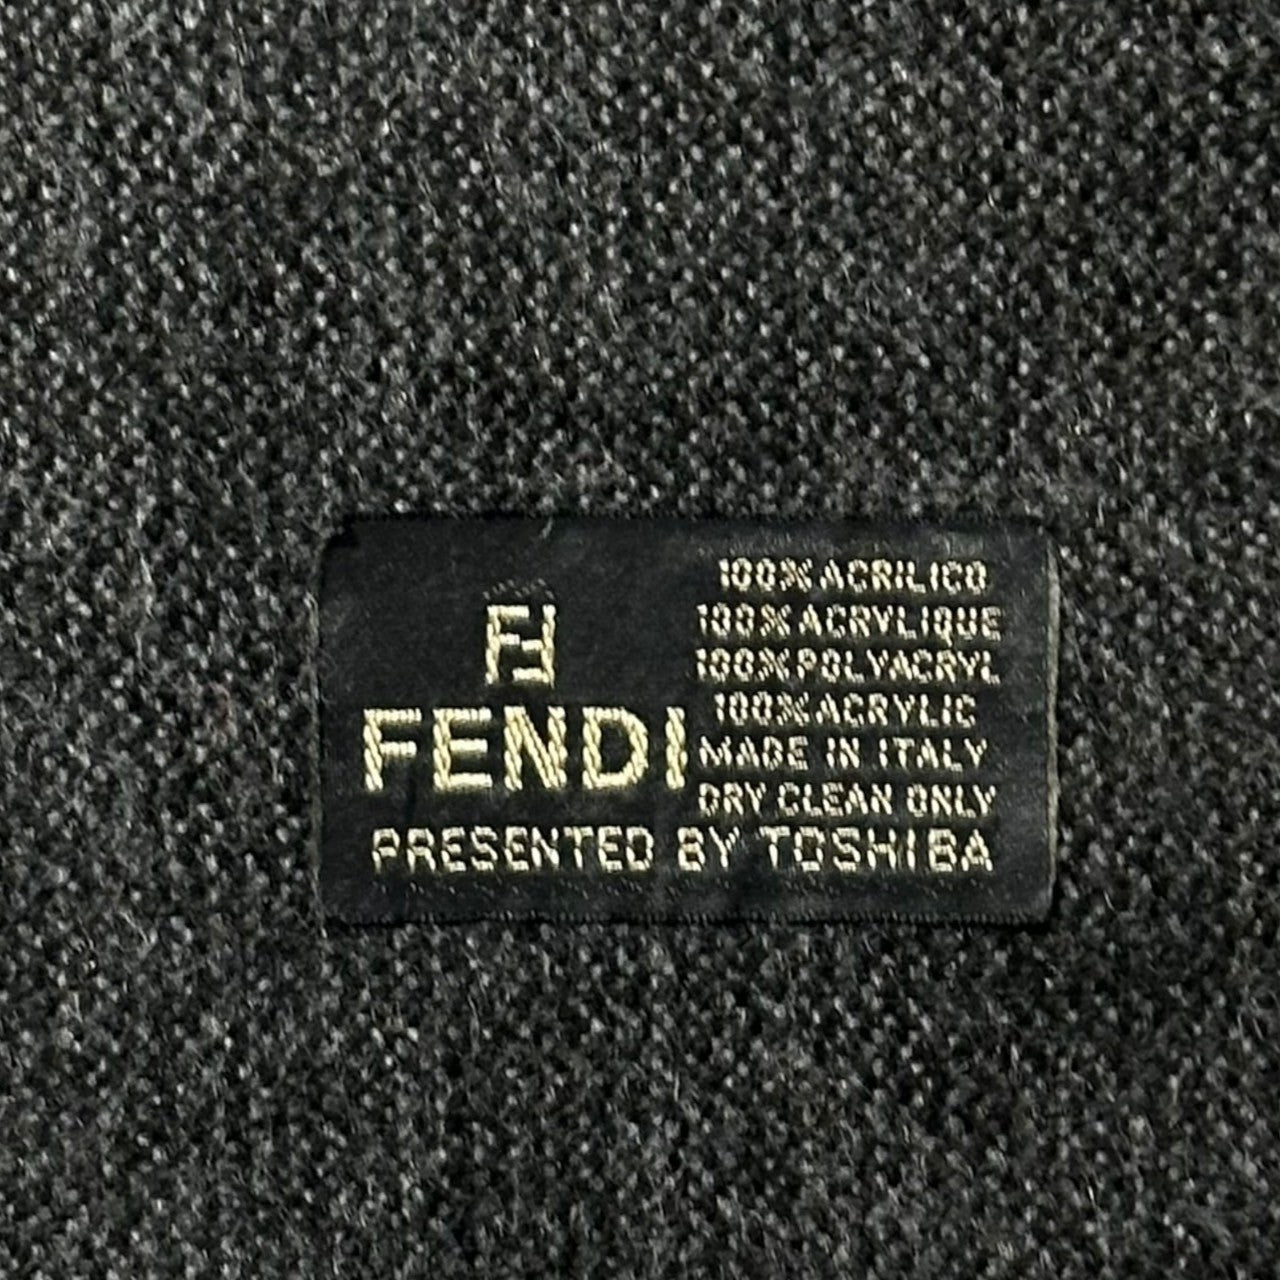 FF
FENDI
100% ACRILICO
100% ACRYLIQUE
100% POLYACRYL
100% ACRYLIC
MADE IN ITALY
DRY CLEAN ONLY
PRESENTED BY TOSHIBA